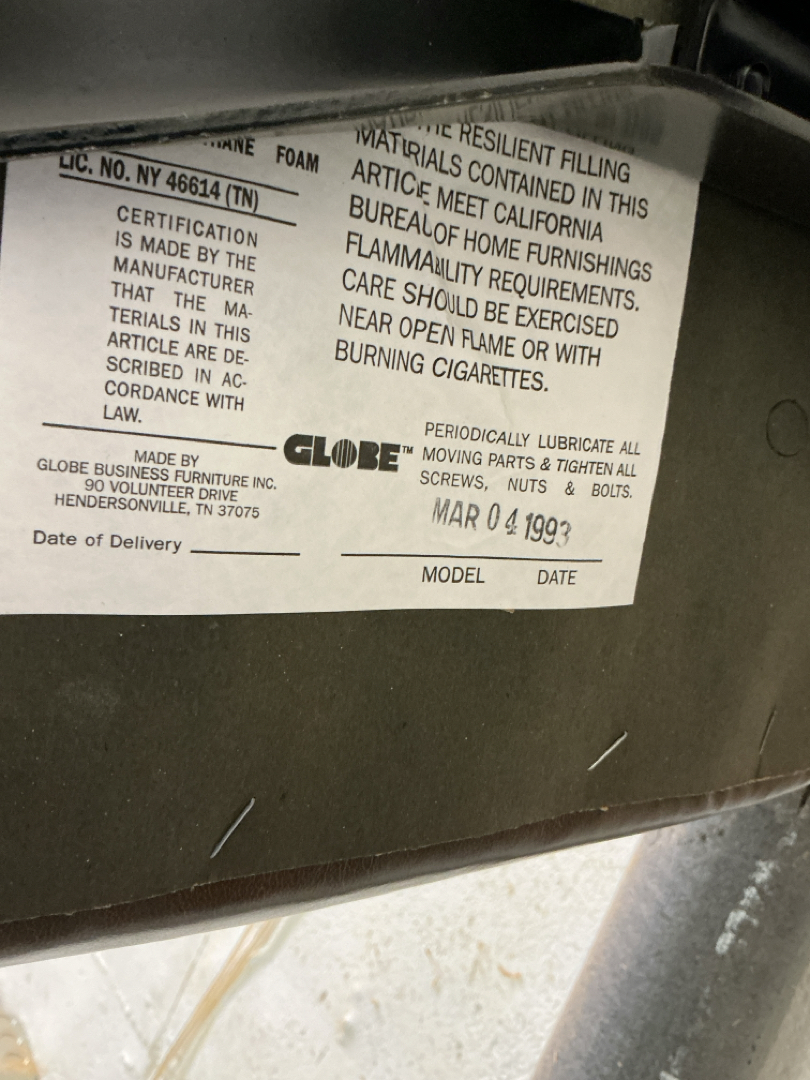 FOAM
LIC. NO. NY 46614 (TN)
CERTIFICATION
IS MADE BY THE
MANUFACTURER
THAT THE MA-
TERIALS IN THIS
ARTICLE ARE DE-
SCRIBED IN AC-
CORDANCE WITH
LAW.
MADE BY
GLOBE BUSINESS FURNITURE INC.
90 VOLUNTEER DRIVE
HENDERSONVILLE, TN 37075
Date of Delivery
RESILIENT FILLING
MATERIALS CONTAINED IN THIS
ARTICLE MEET CALIFORNIA
BUREAU OF HOME FURNISHINGS
FLAMMABILITY REQUIREMENTS.
CARE SHOULD BE EXERCISED
NEAR OPEN FLAME OR WITH
BURNING CIGARETTES.
GLOBE™
PERIODICALLY LUBRICATE ALL
MOVING PARTS & TIGHTEN ALL
SCREWS, NUTS & BOLTS.
MAR 04 1993
MODEL DATE